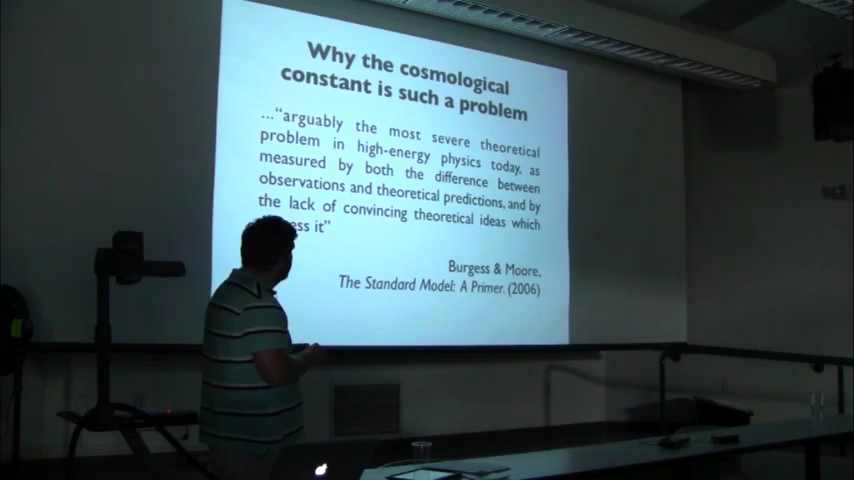 Why the cosmological
constant is such a problem
..."arguably the most severe theoretical
problem in high-energy physics today, as
measured by both the difference between
observations and theoretical predictions, and by
the lack of convincing theoretical ideas which
it"
Burgess & Moore,
The Standard Model: A Primer. (2006)